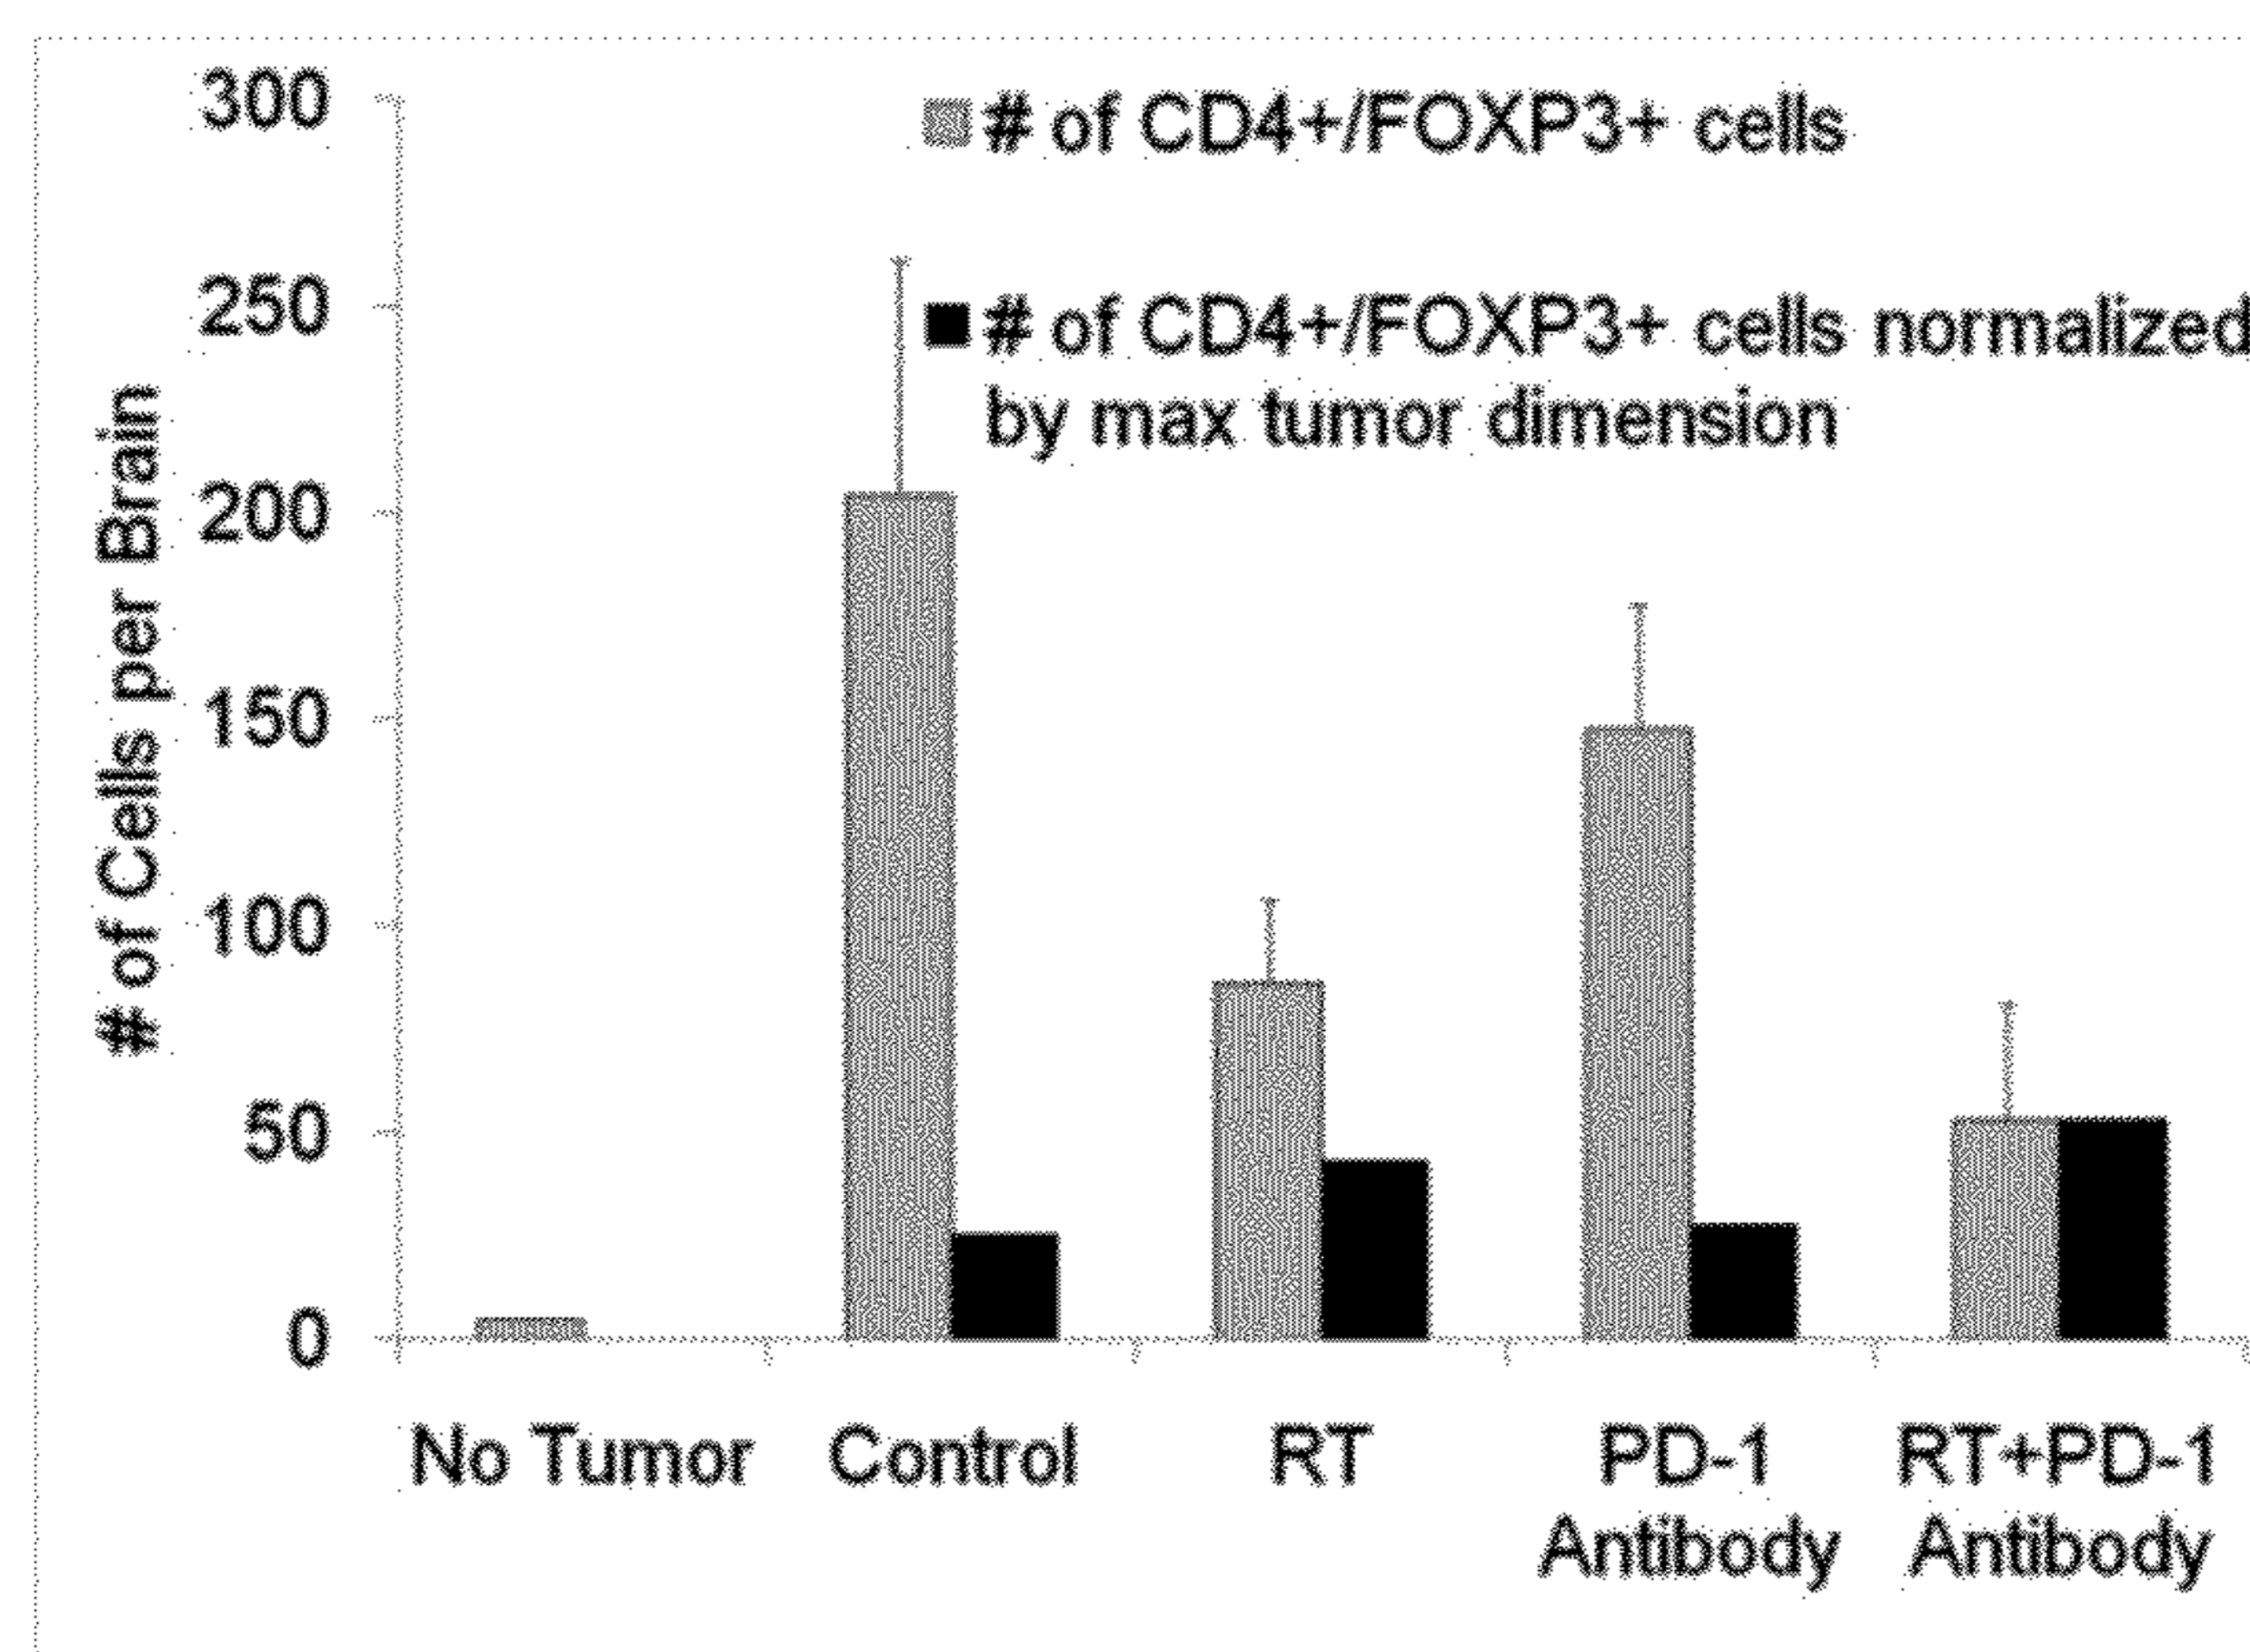 300
250
200
150
100
50
0
# of Cells per Brain
# of CD4+/FOXP3+ cells
# of CD4+/FOXP3+ cells normalized
by max tumor dimension
No Tumor
Control
RT
PD-1
Antibody
RT+PD-1
Antibody